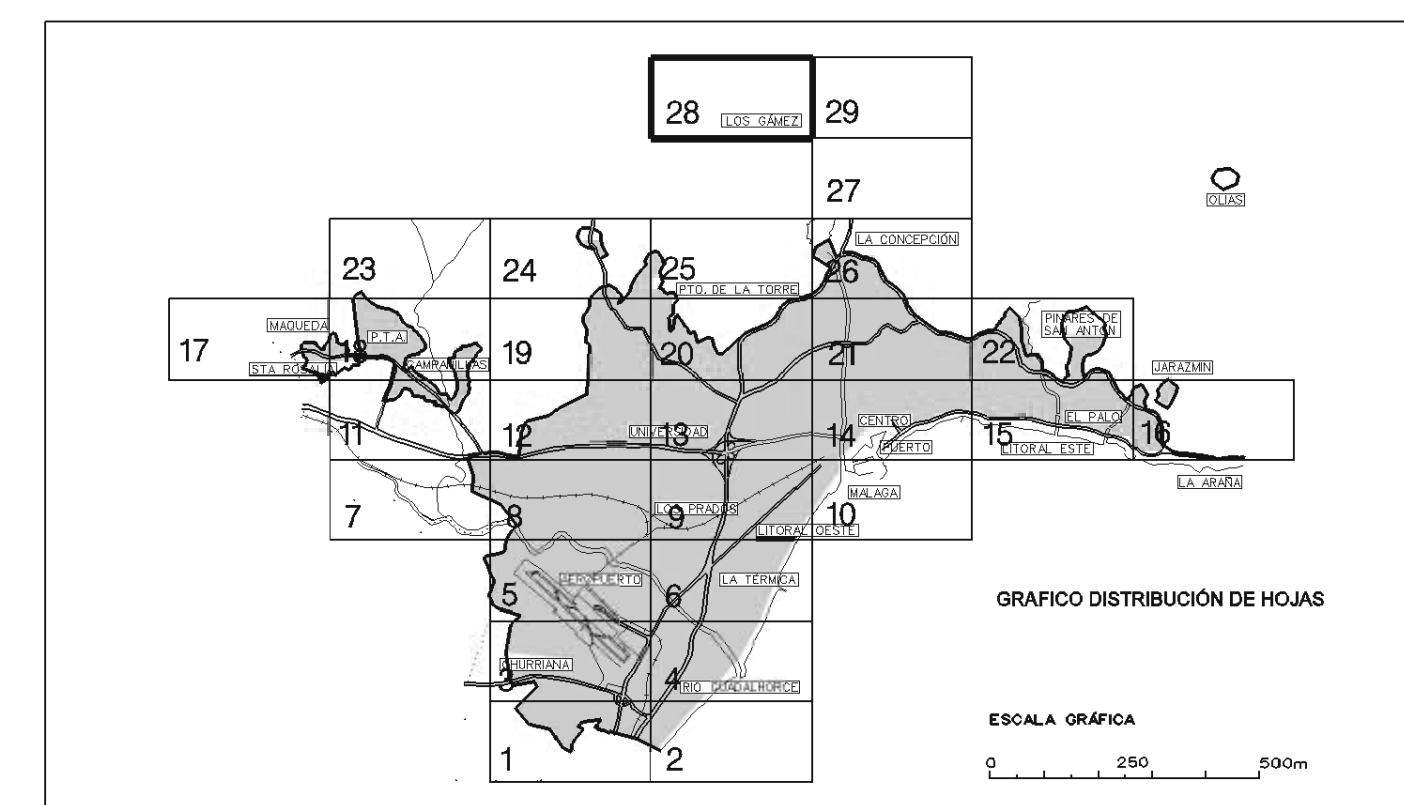 28 LOS GÁMEZ 29
27
OLIAS
LA CONCEPCIÓN
23 24 25 26
PTO. DE LA TORRE
MAQUEDA
P.T.A.
PINARES DE
SAN ANTON
17 18 19 20 21 22
STA ROSALIA
CAMPANILLAS
JARAZMIN
CENTRO
EL PALO
UNIVERSIDAD
11 12 13 14 15 16
PUERTO
LITORAL ESTE
LA ARAÑA
MALAGA
LOS PRADOS
7 8 9 10
LITORAL OESTE
AEROPUERTO
LA TÉRMICA
5 6
GRAFICO DISTRIBUCIÓN DE HOJAS
CHURRIANA
3 4
RIO GUADALHORCE
ESCALA GRÁFICA
1 2
0 250 500m